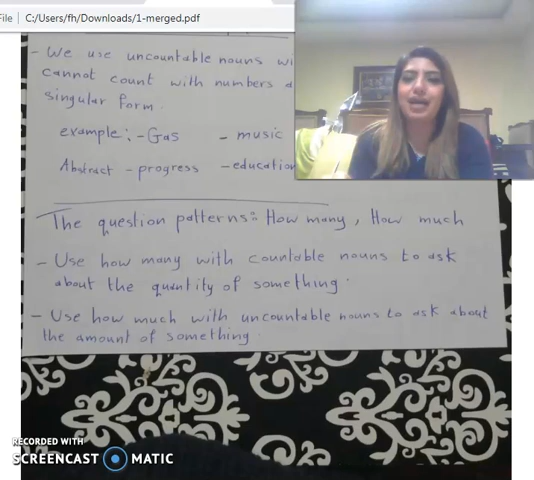 File C:/Users/fh/Downloads/1-merged.pdf
- We use uncountable nouns
cannot count with numbers
singular form.
example:- Gas - music
Abstract - progress - education
The question patterns:- How many, How much
- Use how many with countable nouns to ask
about the quantity of something.
- Use how much with uncountable nouns to ask about
the amount of something.
RECORDED WITH
SCREENCAST MATIC